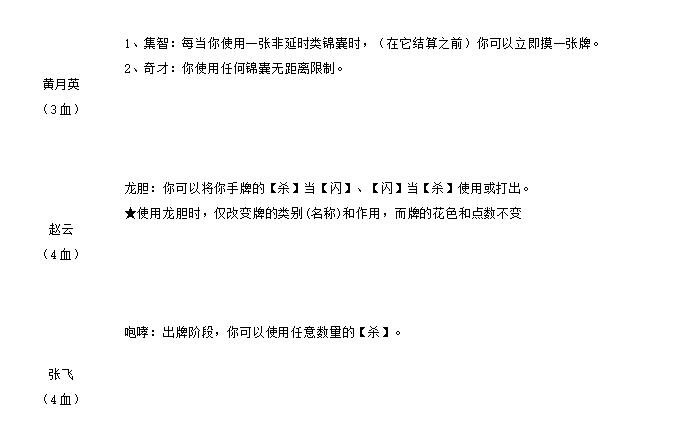 1、集智：每当你使用一张非延时类锦囊时，（在它结算之前）你可以立即摸一张牌。
2、奇才：你使用任何锦囊无距离限制。
黄月英
（3血）
龙胆：你可以将你手牌的【杀】当【闪】、【闪】当【杀】使用或打出。
★使用龙胆时，仅改变牌的类别(名称)和作用，而牌的花色和点数不变
赵云
（4血）
咆哮：出牌阶段，你可以使用任意数量的【杀】。
张飞
（4血）